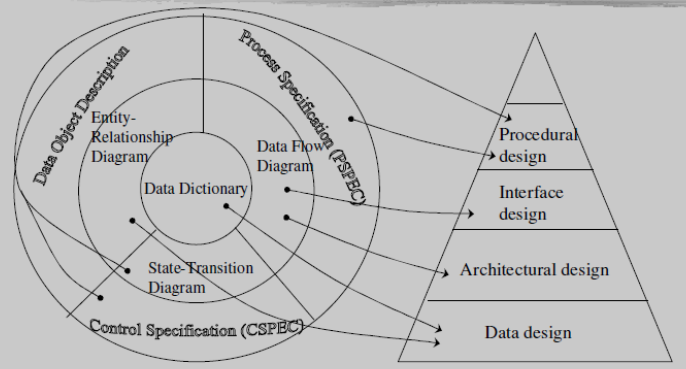 Data Object Description
Process Specification (PSPEC)
Entity-
Relationship
Diagram
Data Flow
Diagram
Data Dictionary
State-Transition
Diagram
Control Specification (CSPEC)
Procedural
design
Interface
design
Architectural design
Data design